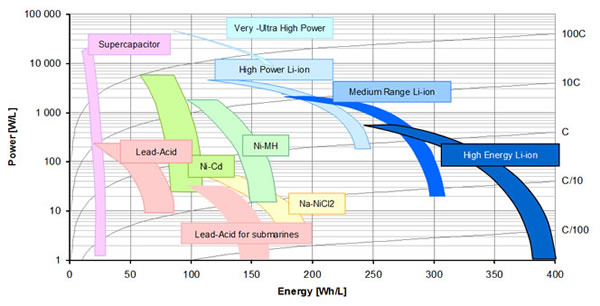 100 000
Very -Ultra High Power
100C
Supercapacitor
10 000
High Power Li-ion
10C
Medium Range Li-ion
Power [W/L]
1 000
C
Lead-Acid
Ni-MH
High Energy Li-ion
100
Ni-Cd
C/10
Na-NiCl2
10
Lead-Acid for submarines
C/100
1
0 50 100 150 200 250 300 350 400
Energy [Wh/L]